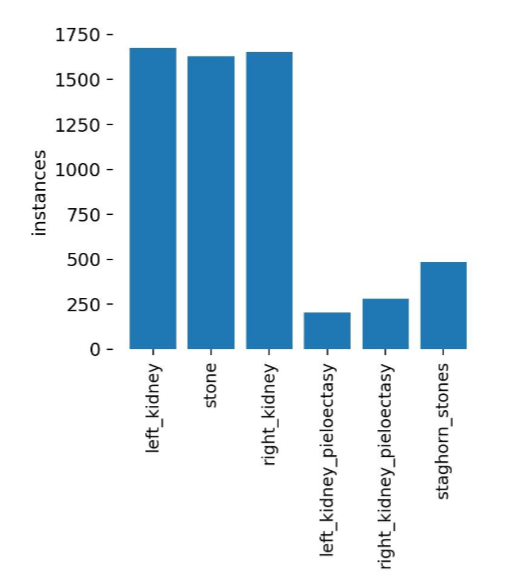 1750
1500
1250
1000
750
500
250
0
instances
left_kidney
stone
right_kidney
left_kidney_pieloectasy
right_kidney_pieloectasy
staghorn_stones